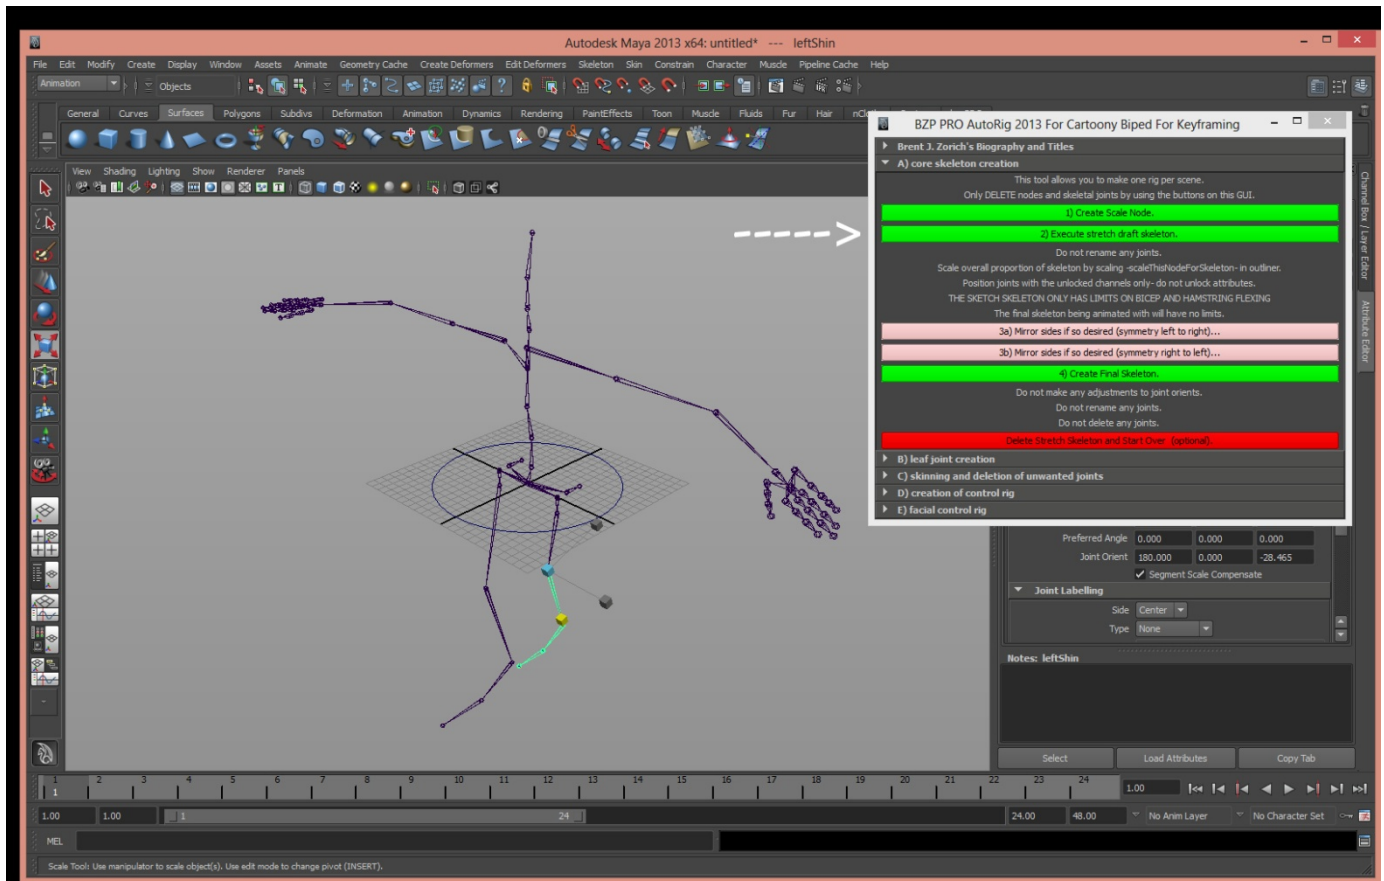 Autodesk Maya 2013 x64: untitled* --- leftShin
File Edit Modify Create Display Window Assets Animate Geometry Cache Create Deformers Edit Deformers Skeleton Skin Constrain Character Muscle Pipeline Cache Help
Animation Objects
General Curves Surfaces Polygons Subdivs Deformation Animation Dynamics Rendering PaintEffects Toon Muscle Fluids Fur Hair
View Shading Lighting Show Renderer Panels
BZP PRO AutoRig 2013 For Cartoony Biped For Keyframing
Brent J. Zorich's Biography and Titles
A) core skeleton creation
This tool allows you to make one rig per scene.
Only DELETE nodes and skeletal joints by using the buttons on this GUI.
1) Create Scale Node.
2) Execute stretch draft skeleton.
Do not rename any joints.
Scale overall proportion of skeleton by scaling -scaleThisNodeForSkeleton- in outliner.
Position joints with the unlocked channels only- do not unlock attributes.
THE SKETCH SKELETON ONLY HAS LIMITS ON BICEP AND HAMSTRING FLEXING
The final skeleton being animated with will have no limits.
3a) Mirror sides if so desired (symmetry left to right)...
3b) Mirror sides if so desired (symmetry right to left)...
4) Create Final Skeleton.
Do not make any adjustments to joint orients.
Do not rename any joints.
Do not delete any joints.
Delete Stretch Skeleton and Start Over (optional).
B) leaf joint creation
C) skinning and deletion of unwanted joints
D) creation of control rig
E) facial control rig
Channel Box / Layer Editor
Attribute Editor
Preferred Angle 0.000 0.000 0.000
Joint Orient 180.000 0.000 -28.465
Segment Scale Compensate
Joint Labelling
Side Center
Type None
Notes: leftShin
Select Load Attributes Copy Tab
1 2 3 4 5 6 7 8 9 10 11 12 13 14 15 16 17 18 19 20 21 22 23 24
1 1.00
1.00 1.00 1 24 24.00 48.00 No Anim Layer No Character Set
MEL
Scale Tool: Use manipulator to scale object(s). Use edit mode to change pivot (INSERT).